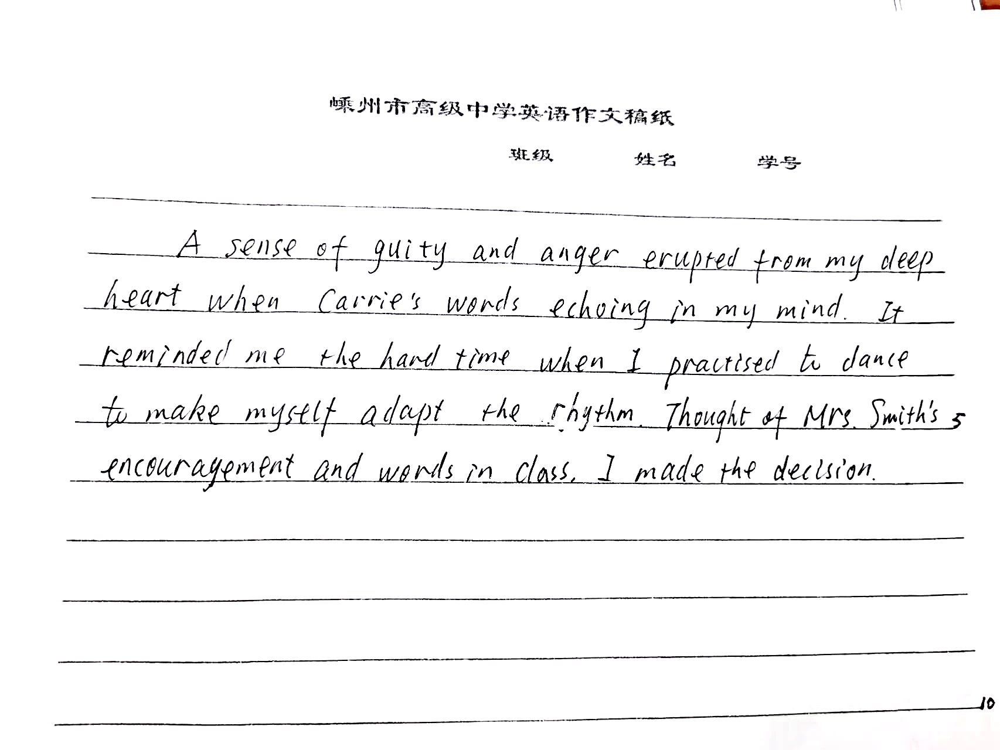 嵊州市高级中学英语作文稿纸
班级 姓名 学号
A sense of guity and anger erupted from my deep
heart when Carrie's words echoing in my mind. It
reminded me the hard time when I practised to dance
to make myself adapt the rhythm. Thought of Mrs. Smith's 5
encouragement and words in class, I made the decision.
10